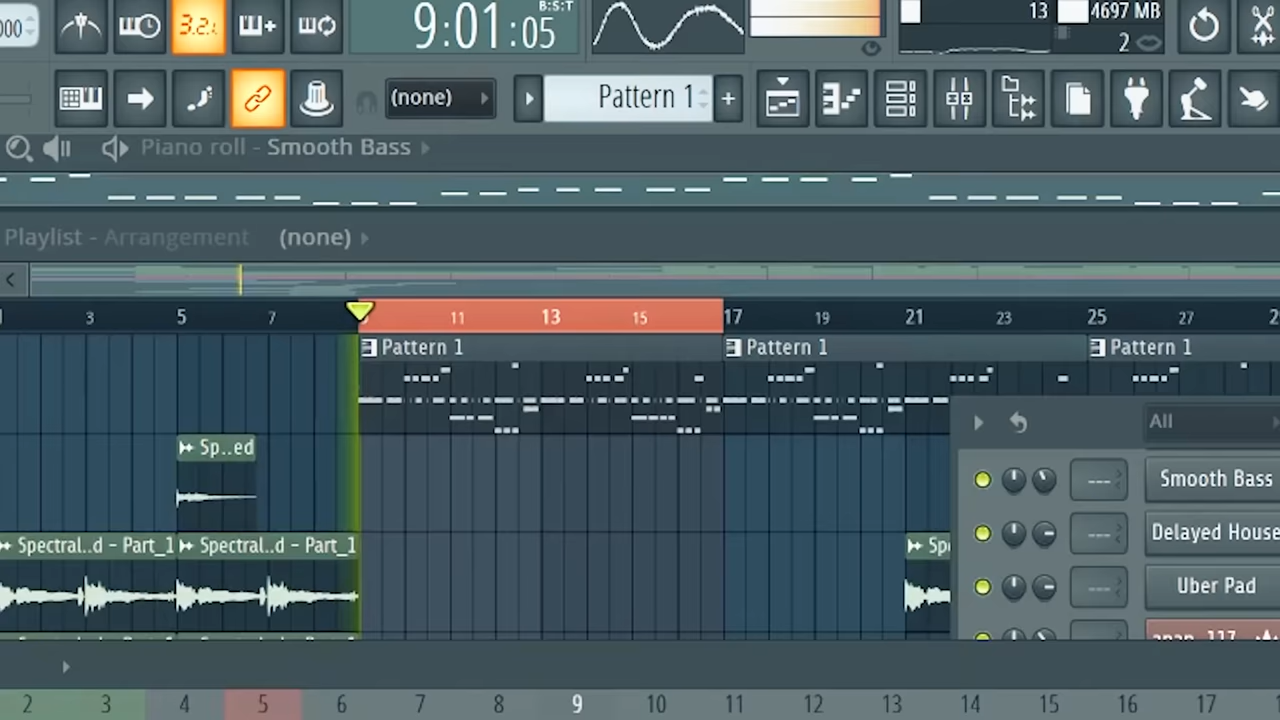 000 3.2: 9:01:05 B:S:T 13 4697 MB
2
(none) Pattern 1 +
Piano roll - Smooth Bass
Playlist - Arrangement (none)
3 5 7 11 13 15 17 19 21 23 25 27
Pattern 1 Pattern 1 Pattern 1
All
Sp..ed
Smooth Bass
Delayed House
Spectral..d - Part_1 Spectral..d - Part_1
Uber Pad
2 3 4 5 6 7 8 9 10 11 12 13 14 15 16 17